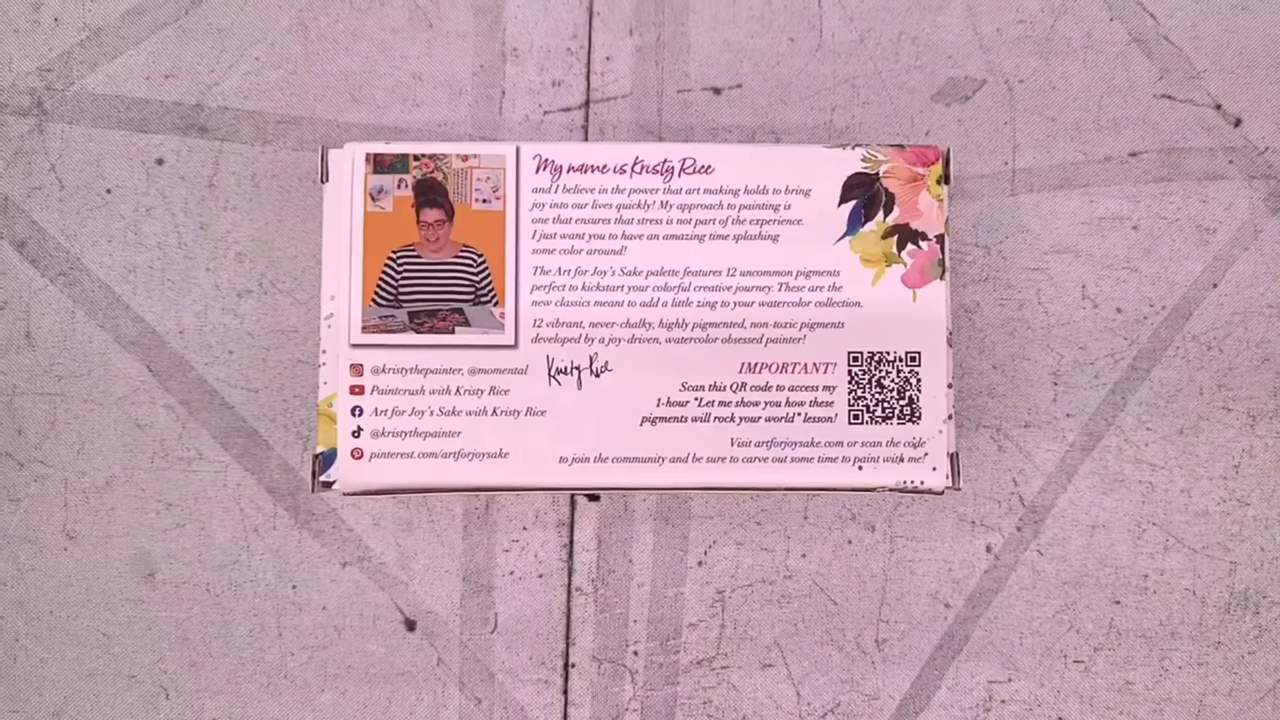 My name is Kristy Rice
and I believe in the power that art making holds to bring
joy into our lives quickly! My approach to painting is
one that ensures that stress is not part of the experience.
I just want you to have an amazing time splashing
some color around!
The Art for Joy's Sake palette features 12 uncommon pigments
perfect to kickstart your colorful creative journey. These are the
new classics meant to add a little zing to your watercolor collection.
12 vibrant, never-chalky, highly pigmented, non-toxic pigments
developed by a joy-driven, watercolor obsessed painter!
Kristy Rice
@kristythepainter, @momental
Paintcrush with Kristy Rice
Art for Joy's Sake with Kristy Rice
@kristythepainter
pinterest.com/artforjoysake
IMPORTANT!
Scan this QR code to access my
1-hour "Let me show you how these
pigments will rock your world" lesson!
Visit artforjoysake.com or scan the code
to join the community and be sure to carve out some time to paint with me!